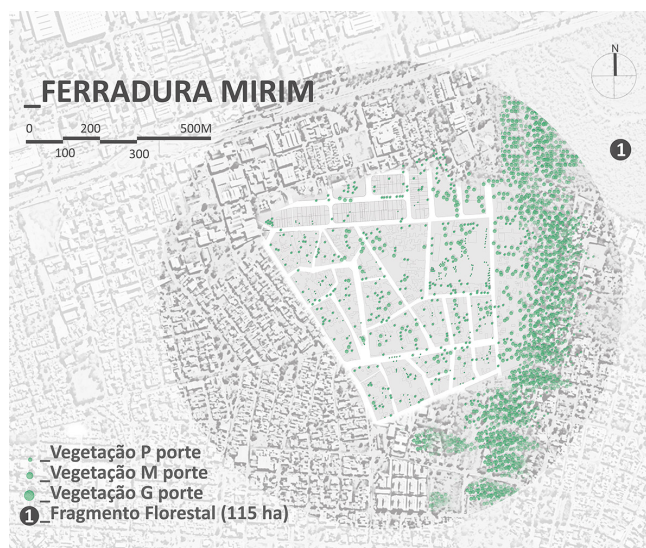 N
_FERRADURA MIRIM
0 200 500M
100 300
1
_Vegetação P porte
_Vegetação M porte
_Vegetação G porte
1 _Fragmento Florestal (115 ha)